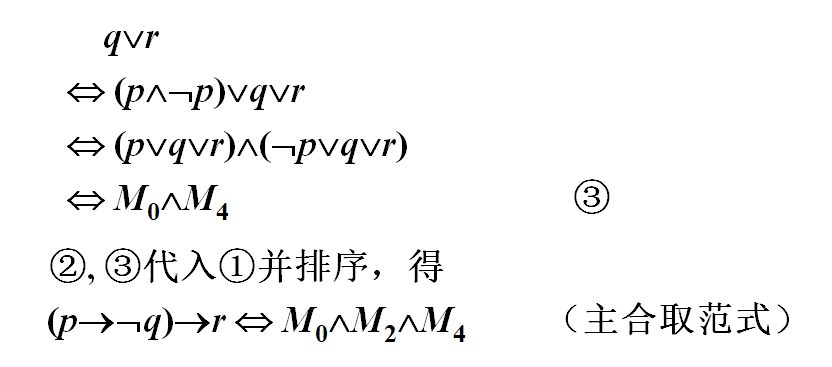 q∨r
⇔(p∧¬p)∨q∨r
⇔(p∨q∨r)∧(¬p∨q∨r)
⇔M₀∧M₄ ③
②,③代入①并排序，得
(p→¬q)→r⇔M₀∧M₂∧M₄ （主合取范式）